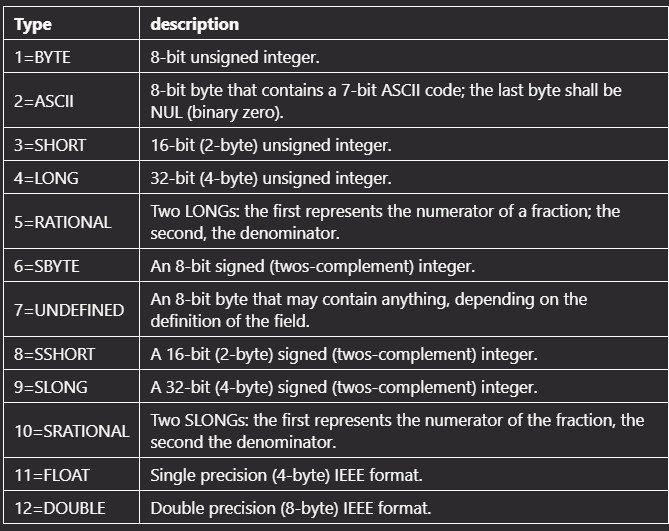 Type description
1=BYTE 8-bit unsigned integer.
2=ASCII 8-bit byte that contains a 7-bit ASCII code; the last byte shall be
NUL (binary zero).
3=SHORT 16-bit (2-byte) unsigned integer.
4=LONG 32-bit (4-byte) unsigned integer.
5=RATIONAL Two LONGs: the first represents the numerator of a fraction; the
second, the denominator.
6=SBYTE An 8-bit signed (twos-complement) integer.
7=UNDEFINED An 8-bit byte that may contain anything, depending on the
definition of the field.
8=SSHORT A 16-bit (2-byte) signed (twos-complement) integer.
9=SLONG A 32-bit (4-byte) signed (twos-complement) integer.
10=SRATIONAL Two SLONGs: the first represents the numerator of the fraction, the
second the denominator.
11=FLOAT Single precision (4-byte) IEEE format.
12=DOUBLE Double precision (8-byte) IEEE format.